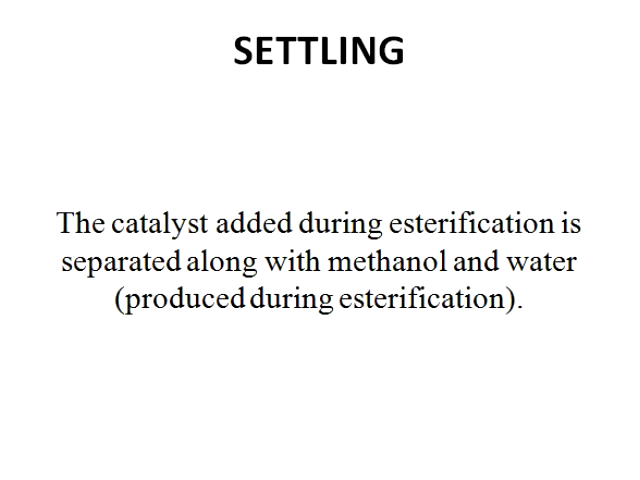 SETTLING
The catalyst added during esterification is
separated along with methanol and water
(produced during esterification).